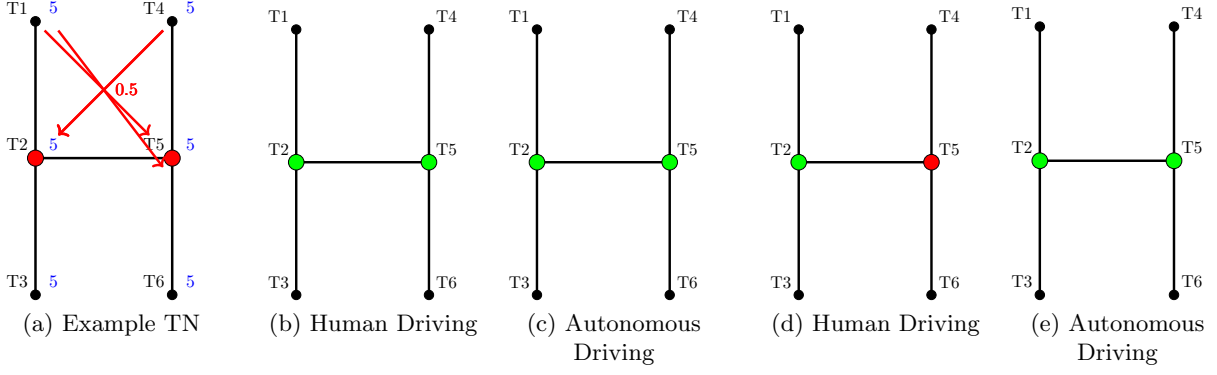 T1 5 T4 5
0.5
T2 5 T5 5
T3 5 T6 5
(a) Example TN
T1 T4
T2 T5
T3 T6
(b) Human Driving
T1 T4
T2 T5
T3 T6
(c) Autonomous
Driving
T1 T4
T2 T5
T3 T6
(d) Human Driving
T1 T4
T2 T5
T3 T6
(e) Autonomous
Driving